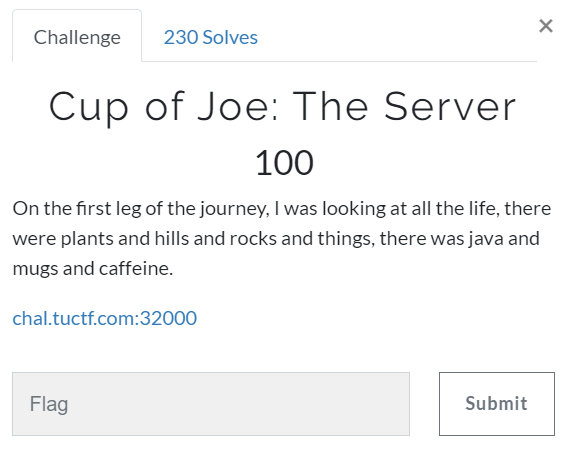 Challenge
230 Solves
×
Cup of Joe: The Server
100
On the first leg of the journey, I was looking at all the life, there
were plants and hills and rocks and things, there was java and
mugs and caffeine.
chal.tuctf.com:32000
Flag
Submit